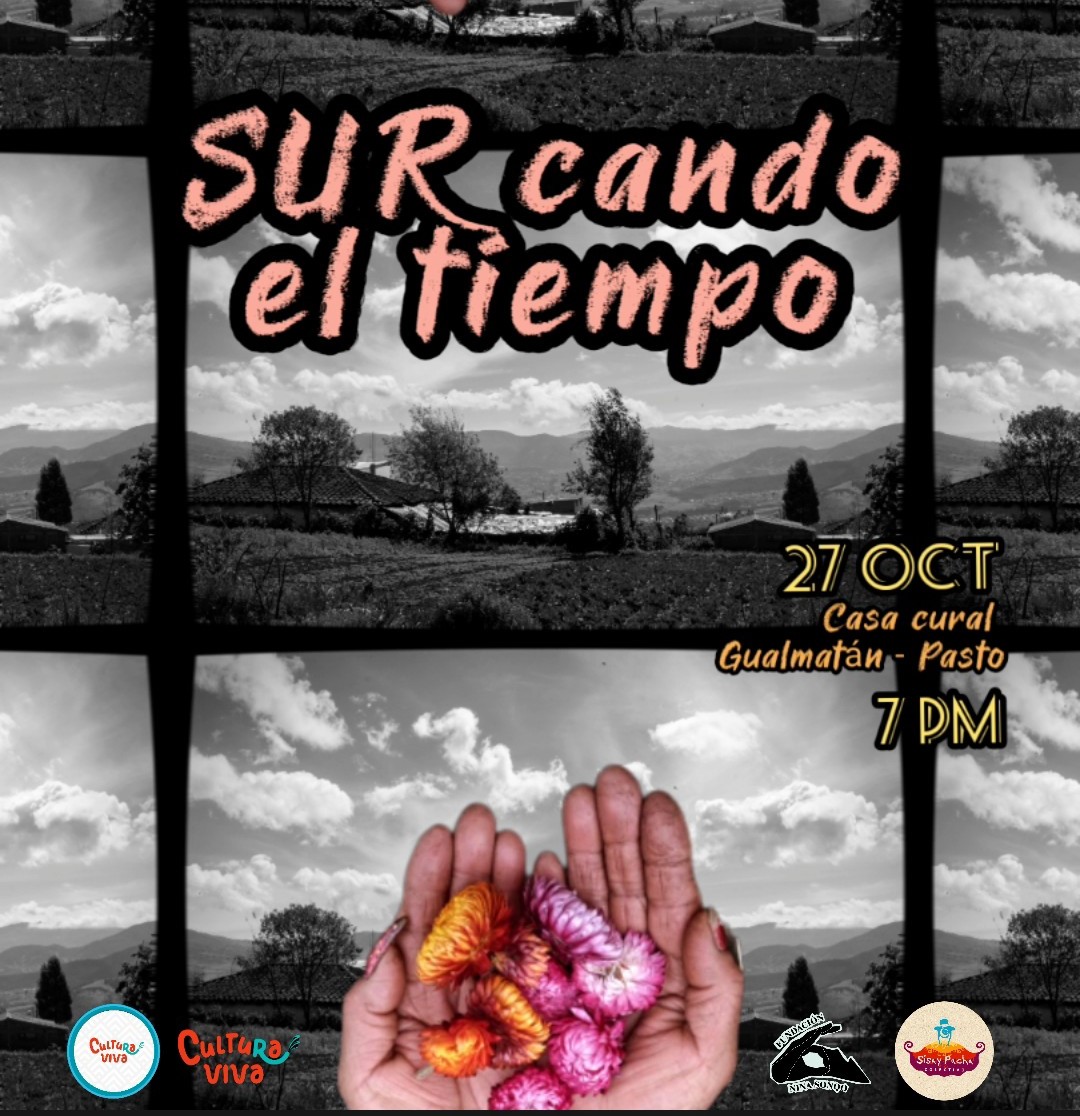 SUR cando
el tiempo
27 OCT
Casa cural
Gualmatán - Pasto
7 PM
CULTURA
VIVA
CULTURA
VIVA
FUNDACIÓN
NINA SONQO
Sisay Pacha
COLECTIVO